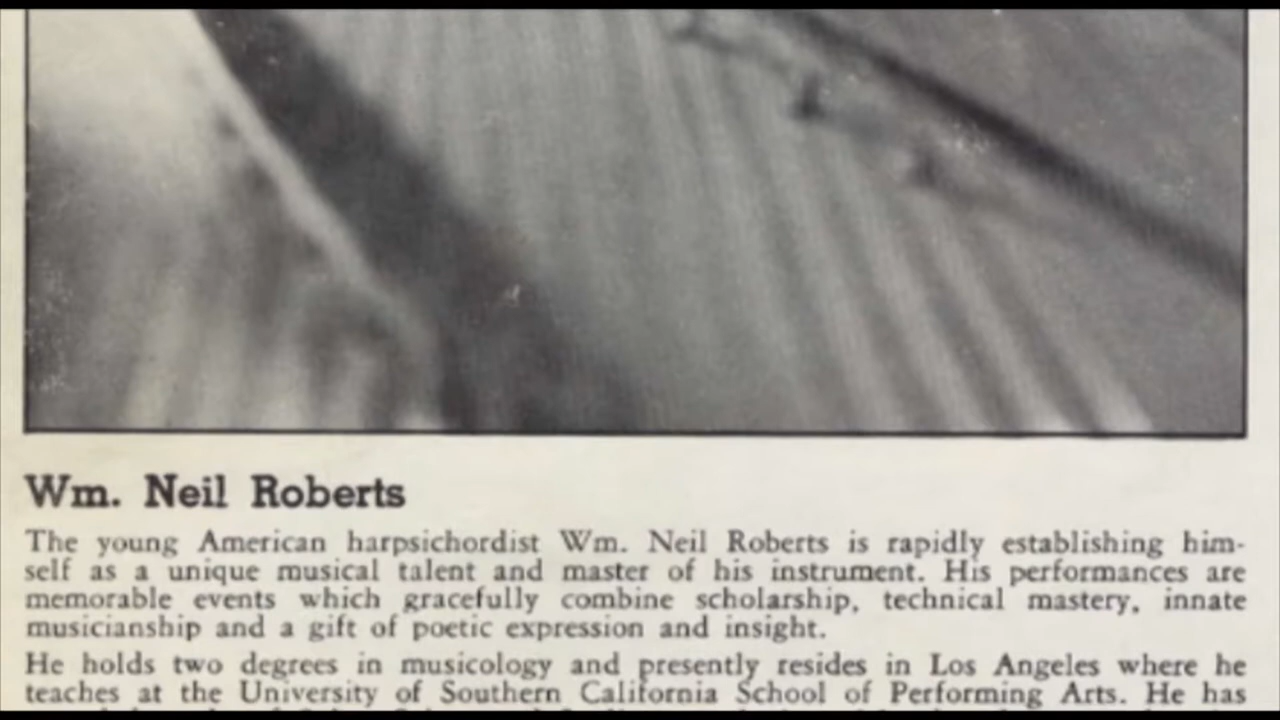 Wm. Neil Roberts
The young American harpsichordist Wm. Neil Roberts is rapidly establishing him-
self as a unique musical talent and master of his instrument. His performances are
memorable events which gracefully combine scholarship, technical mastery, innate
musicianship and a gift of poetic expression and insight.
He holds two degrees in musicology and presently resides in Los Angeles where he
teaches at the University of Southern California School of Performing Arts. He has